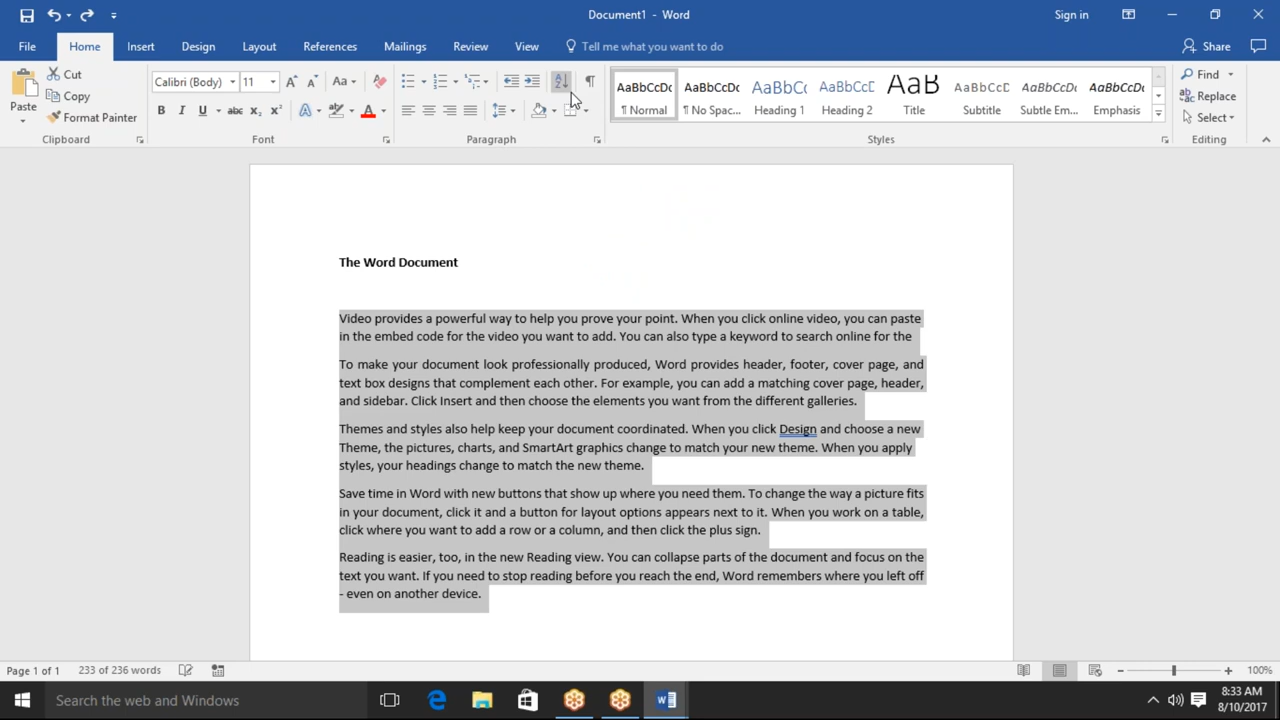 Document1 - Word
Sign in
File Home Insert Design Layout References Mailings Review View Tell me what you want to do Share
Paste
Cut
Copy
Format Painter
Clipboard
Calibri (Body) 11 Aa
B I U abc X2 X2 A A
Font
Paragraph
AaBbCcDc AaBbCcDc AaBbCc AaBbCcD AaB AaBbCcD AaBbCcDc AaBbCcDc
¶ Normal ¶ No Spac... Heading 1 Heading 2 Title Subtitle Subtle Em... Emphasis
Styles
Find
Replace
Select
Editing
The Word Document
Video provides a powerful way to help you prove your point. When you click online video, you can paste
in the embed code for the video you want to add. You can also type a keyword to search online for the
To make your document look professionally produced, Word provides header, footer, cover page, and
text box designs that complement each other. For example, you can add a matching cover page, header,
and sidebar. Click Insert and then choose the elements you want from the different galleries.
Themes and styles also help keep your document coordinated. When you click Design and choose a new
Theme, the pictures, charts, and SmartArt graphics change to match your new theme. When you apply
styles, your headings change to match the new theme.
Save time in Word with new buttons that show up where you need them. To change the way a picture fits
in your document, click it and a button for layout options appears next to it. When you work on a table,
click where you want to add a row or a column, and then click the plus sign.
Reading is easier, too, in the new Reading view. You can collapse parts of the document and focus on the
text you want. If you need to stop reading before you reach the end, Word remembers where you left off
- even on another device.
Page 1 of 1 233 of 236 words 100%
Search the web and Windows
8:33 AM
8/10/2017